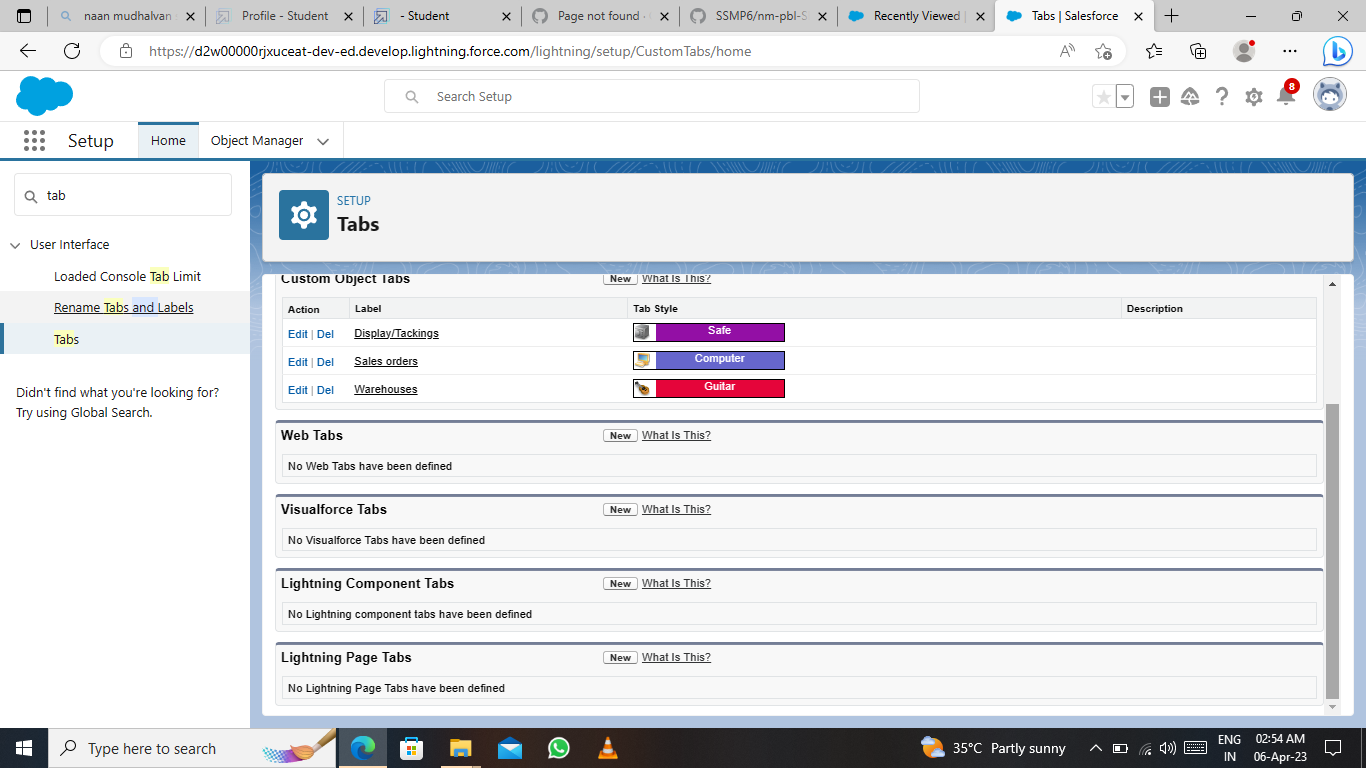 naan mudhalvan
Profile - Student
- Student
Page not found ·
SSMP6/nm-pbl-S
Recently Viewed |
Tabs | Salesforce
https://d2w00000rjxuceat-dev-ed.develop.lightning.force.com/lightning/setup/CustomTabs/home
Search Setup
8
Setup
Home
Object Manager
tab
User Interface
Loaded Console Tab Limit
Rename Tabs and Labels
Tabs
Didn't find what you're looking for?
Try using Global Search.
SETUP
Tabs
Custom Object Tabs New What Is This?
Action Label Tab Style Description
Edit | Del Display/Tackings Safe
Edit | Del Sales orders Computer
Edit | Del Warehouses Guitar
Web Tabs New What Is This?
No Web Tabs have been defined
Visualforce Tabs New What Is This?
No Visualforce Tabs have been defined
Lightning Component Tabs New What Is This?
No Lightning component tabs have been defined
Lightning Page Tabs New What Is This?
No Lightning Page Tabs have been defined
Type here to search
35°C Partly sunny
ENG
IN
02:54 AM
06-Apr-23